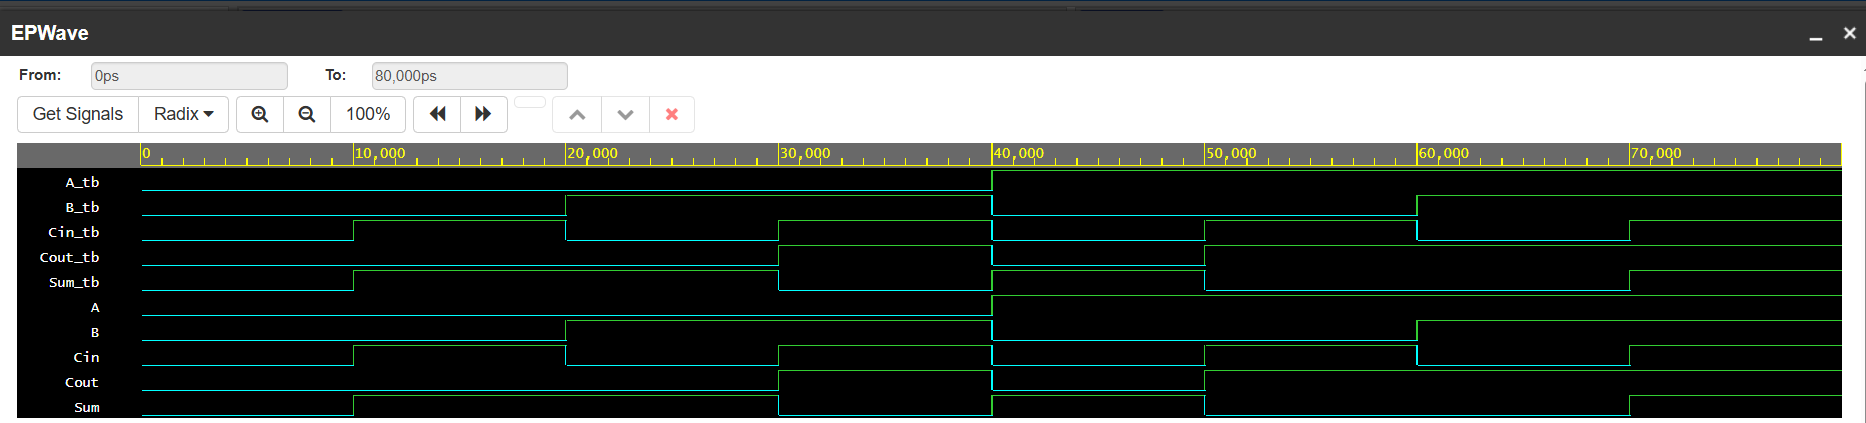 EPWave
From: 0ps To: 80,000ps
Get Signals Radix 100%
0 10,000 20,000 30,000 40,000 50,000 60,000 70,000
A_tb
B_tb
Cin_tb
Cout_tb
Sum_tb
A
B
Cin
Cout
Sum